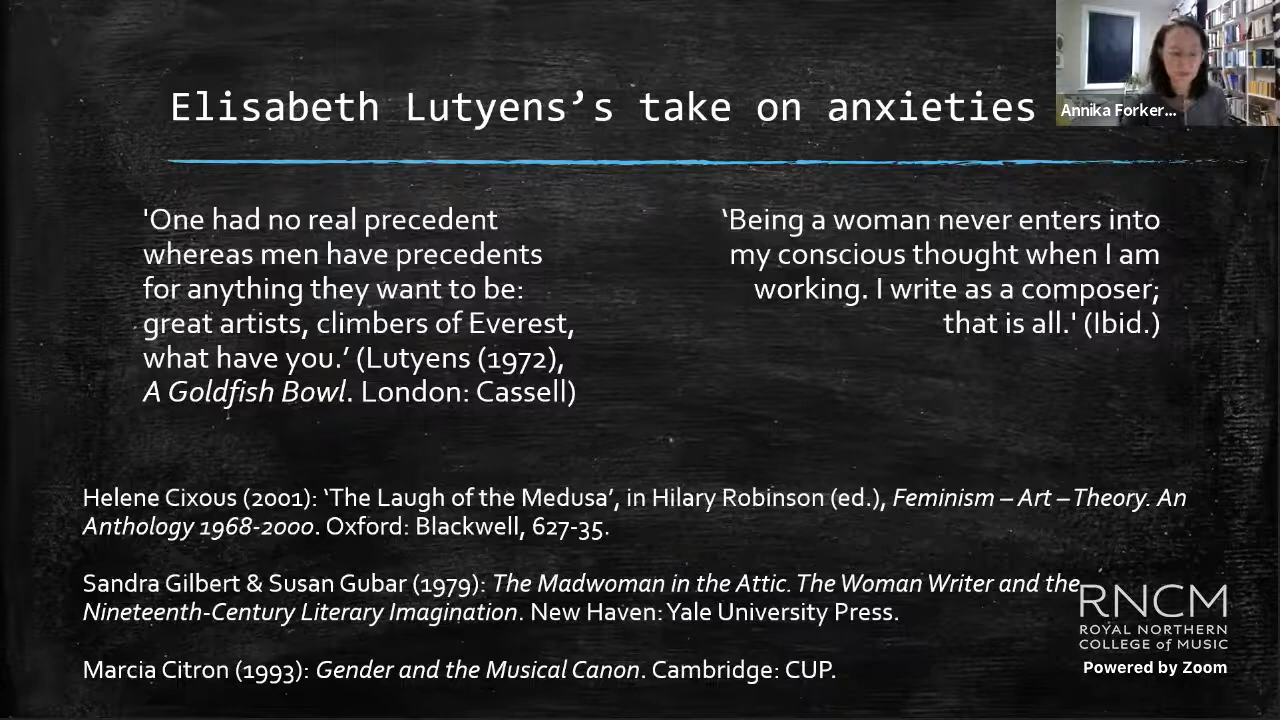 Elisabeth Lutyens’s take on anxieties
Annika Forker...
'One had no real precedent
whereas men have precedents
for anything they want to be:
great artists, climbers of Everest,
what have you.’ (Lutyens (1972),
A Goldfish Bowl. London: Cassell)
‘Being a woman never enters into
my conscious thought when I am
working. I write as a composer;
that is all.' (Ibid.)
Helene Cixous (2001): ‘The Laugh of the Medusa’, in Hilary Robinson (ed.), Feminism – Art – Theory. An
Anthology 1968-2000. Oxford: Blackwell, 627-35.
Sandra Gilbert & Susan Gubar (1979): The Madwoman in the Attic. The Woman Writer and the
Nineteenth-Century Literary Imagination. New Haven: Yale University Press.
Marcia Citron (1993): Gender and the Musical Canon. Cambridge: CUP.
RNCM
ROYAL NORTHERN
COLLEGE of MUSIC
Powered by Zoom